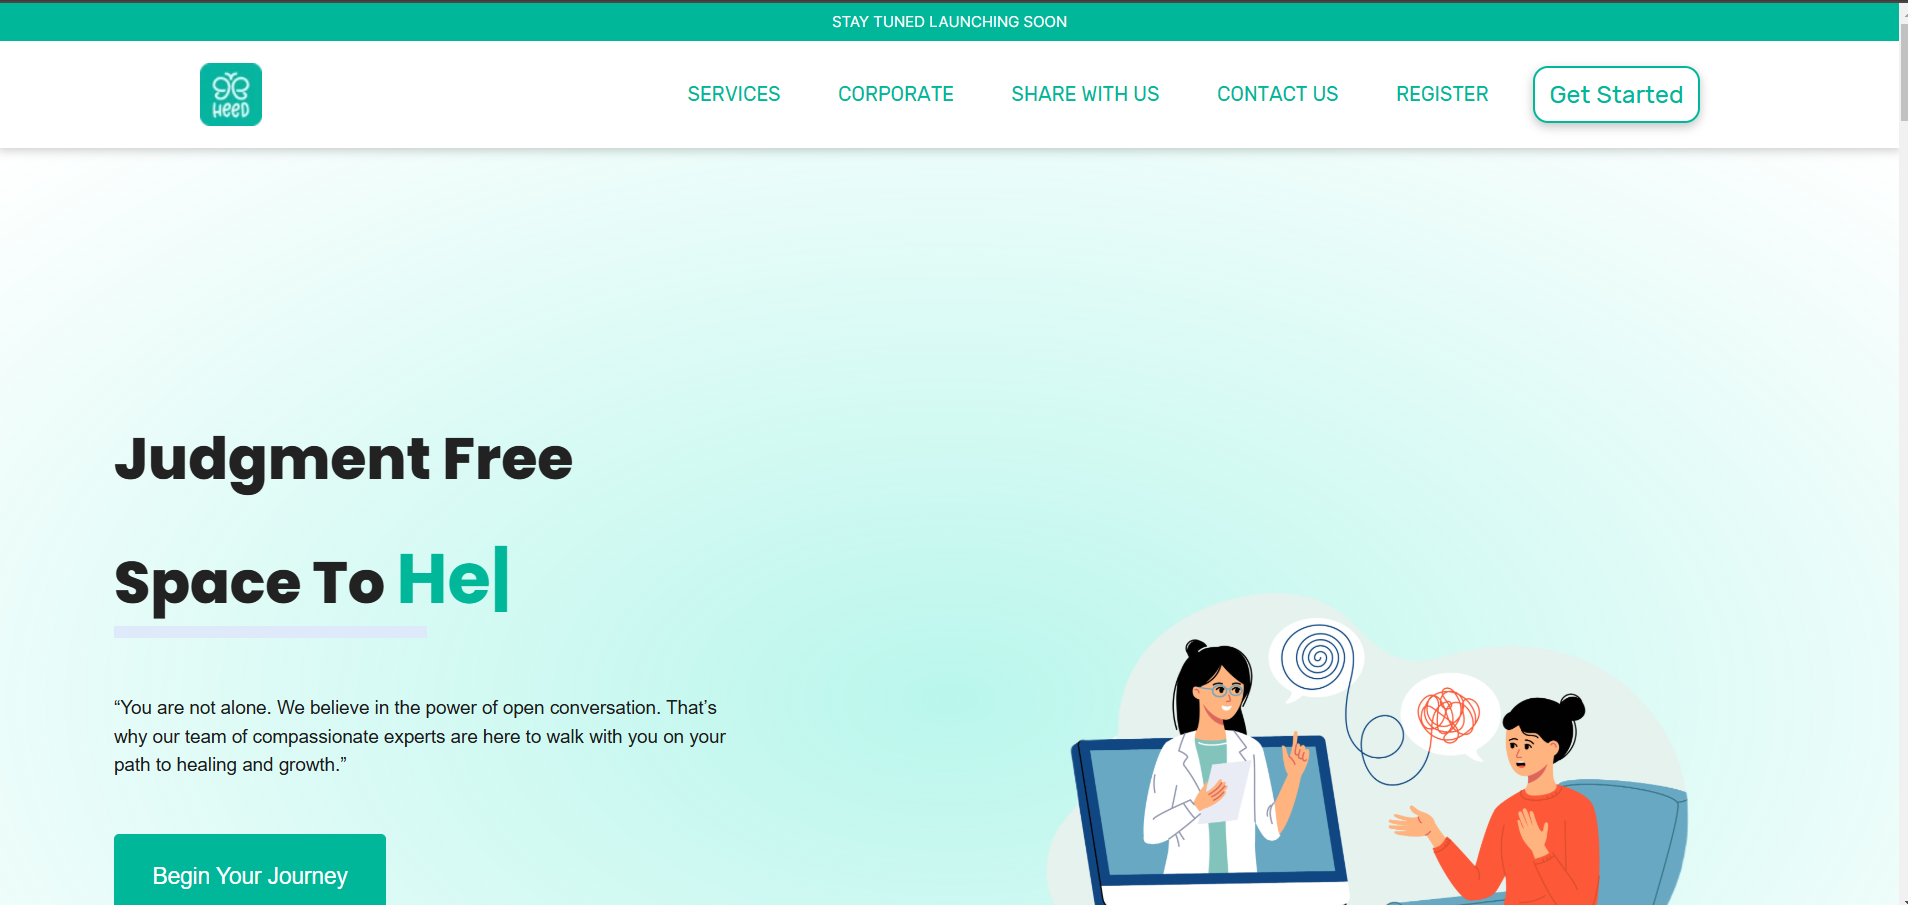 STAY TUNED LAUNCHING SOON
HEED
SERVICES CORPORATE SHARE WITH US CONTACT US REGISTER Get Started
Judgment Free
Space To He|
“You are not alone. We believe in the power of open conversation. That’s
why our team of compassionate experts are here to walk with you on your
path to healing and growth.”
Begin Your Journey